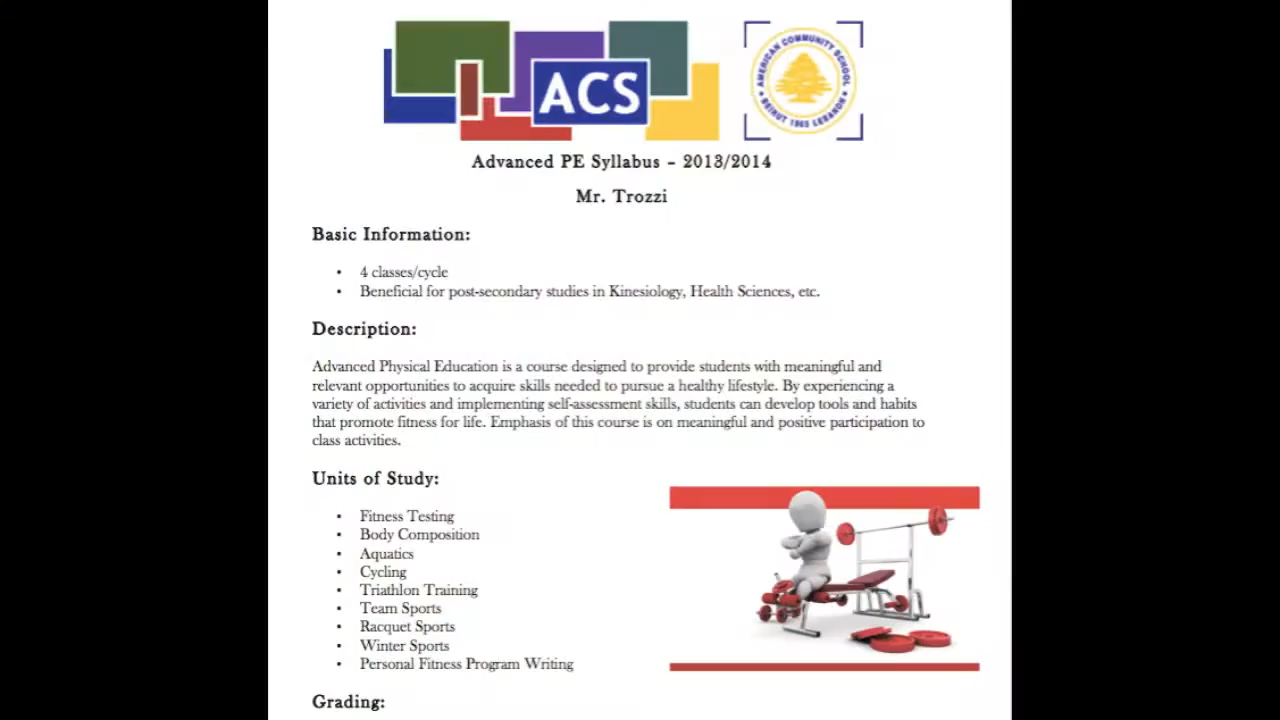 ACS
AMERICAN COMMUNITY SCHOOL
BEIRUT 1905 LEBANON
Advanced PE Syllabus – 2013/2014
Mr. Trozzi
Basic Information:
• 4 classes/cycle
• Beneficial for post-secondary studies in Kinesiology, Health Sciences, etc.
Description:
Advanced Physical Education is a course designed to provide students with meaningful and
relevant opportunities to acquire skills needed to pursue a healthy lifestyle. By experiencing a
variety of activities and implementing self-assessment skills, students can develop tools and habits
that promote fitness for life. Emphasis of this course is on meaningful and positive participation to
class activities.
Units of Study:
• Fitness Testing
• Body Composition
• Aquatics
• Cycling
• Triathlon Training
• Team Sports
• Racquet Sports
• Winter Sports
• Personal Fitness Program Writing
Grading: